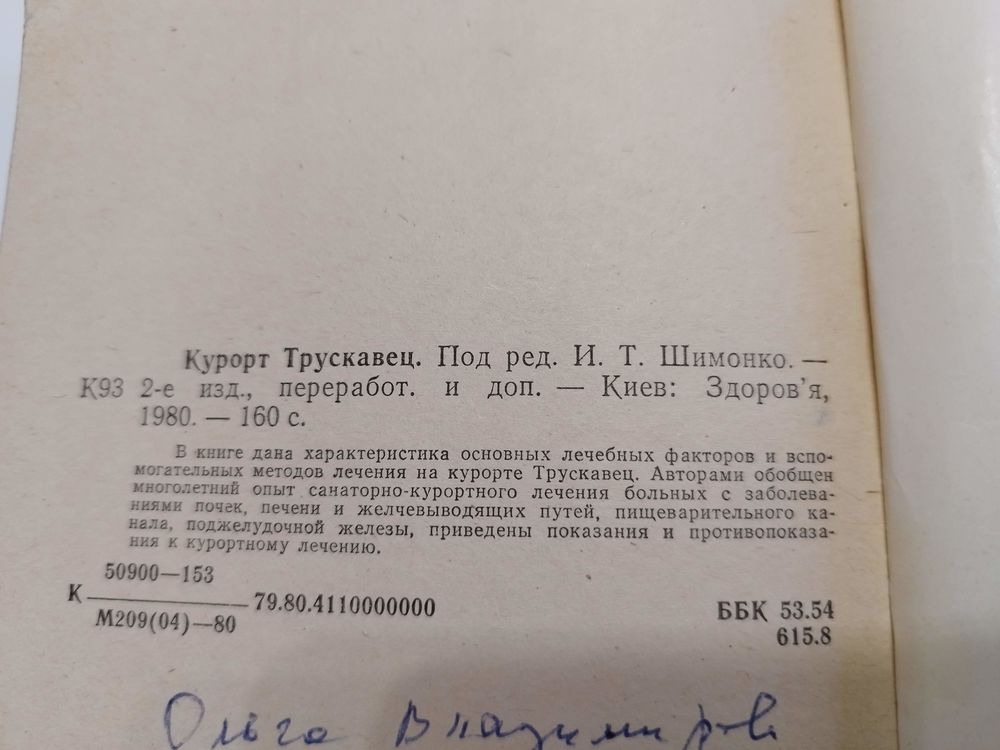 Курорт Трускавец. Под ред. И. Т. Шимонко. —
К93 2-е изд., переработ. и доп. — Киев: Здоров'я,
1980. — 160 с.
В книге дана характеристика основных лечебных факторов и вспо-
могательных методов лечения на курорте Трускавец. Авторами обобщен
многолетний опыт санаторно-курортного лечения больных с заболева-
ниями почек, печени и желчевыводящих путей, пищеварительного ка-
нала, поджелудочной железы, приведены показания и противопоказа-
ния к курортному лечению.
50900—153
К 79.80.4110000000
М209(04)—80
ББК 53.54
615.8
Ольга